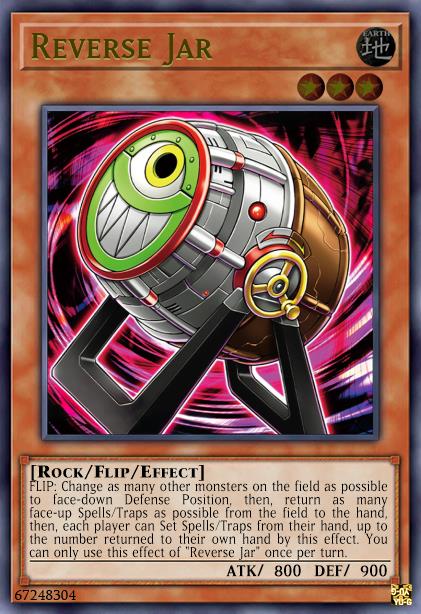 REVERSE JAR
EARTH
地
[ROCK/FLIP/EFFECT]
FLIP: Change as many other monsters on the field as possible
to face-down Defense Position, then, return as many
face-up Spells/Traps as possible from the field to the hand,
then, each player can Set Spells/Traps from their hand, up to
the number returned to their own hand by this effect. You
can only use this effect of "Reverse Jar" once per turn.
ATK/ 800 DEF/ 900
67248304